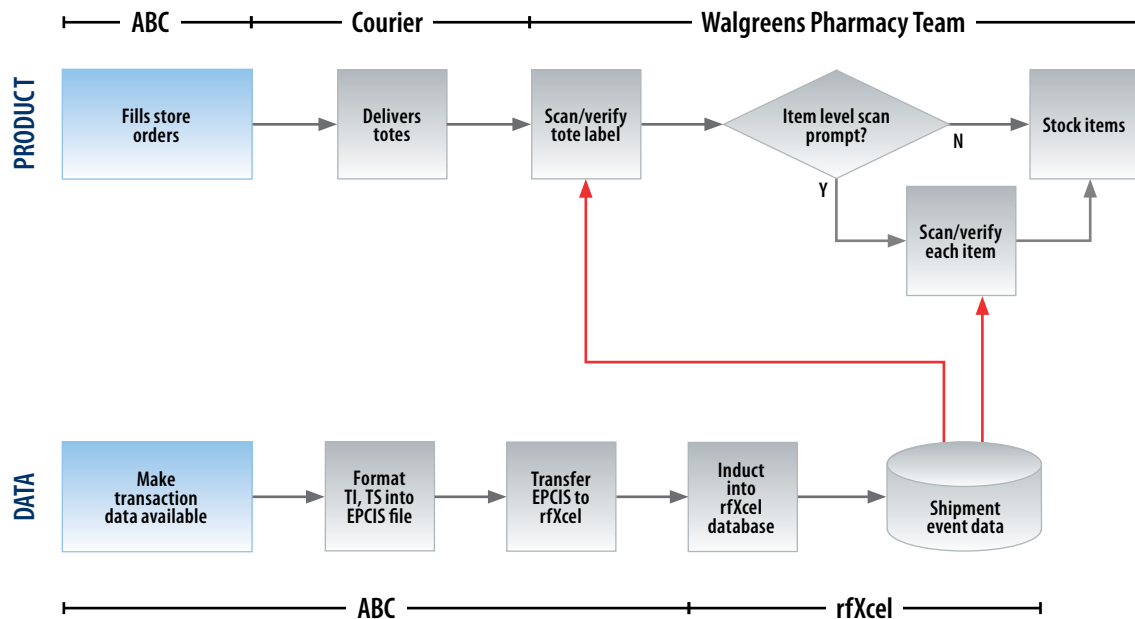 ABC
Courier
Walgreens Pharmacy Team
PRODUCT
Fills store
orders
Delivers
totes
Scan/verify
tote label
Item level scan
prompt?
N
Y
Stock items
Scan/verify
each item
DATA
Make
transaction
data available
Format
TI, TS into
EPCIS file
Transfer
EPCIS to
rfXcel
Induct
into
rfXcel
database
Shipment
event data
ABC
rfXcel